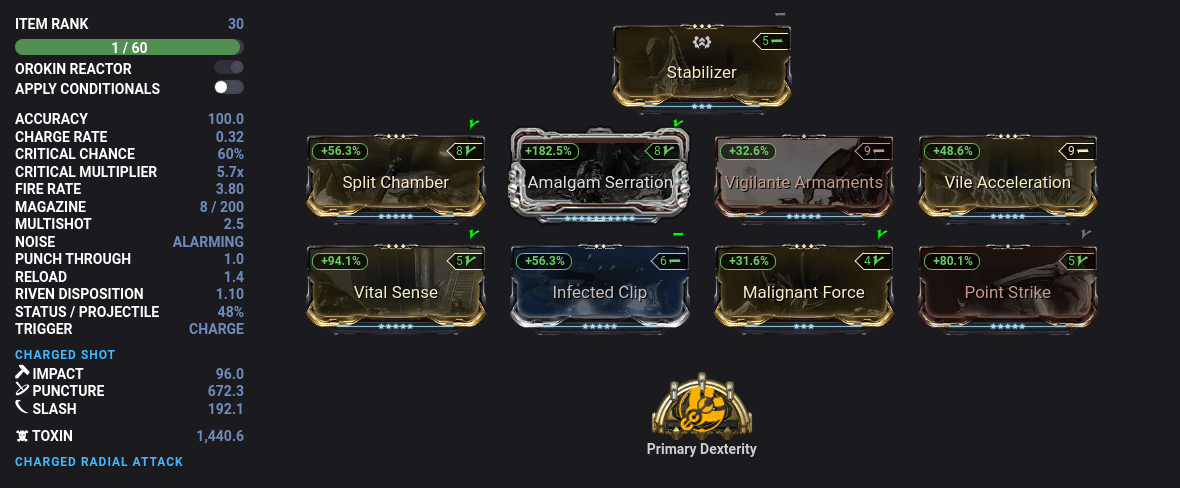 ITEM RANK 30
1 / 60
OROKIN REACTOR
APPLY CONDITIONALS
ACCURACY 100.0
CHARGE RATE 0.32
CRITICAL CHANCE 60%
CRITICAL MULTIPLIER 5.7x
FIRE RATE 3.80
MAGAZINE 8 / 200
MULTISHOT 2.5
NOISE ALARMING
PUNCH THROUGH 1.0
RELOAD 1.4
RIVEN DISPOSITION 1.10
STATUS / PROJECTILE 48%
TRIGGER CHARGE
CHARGED SHOT
IMPACT 96.0
PUNCTURE 672.3
SLASH 192.1
TOXIN 1,440.6
CHARGED RADIAL ATTACK
5
Stabilizer
+56.3% 8
Split Chamber
+182.5% 8
Amalgam Serration
+32.6% 9
Vigilante Armaments
+48.6% 9
Vile Acceleration
+94.1% 5
Vital Sense
+56.3% 6
Infected Clip
+31.6% 4
Malignant Force
+80.1% 5
Point Strike
Primary Dexterity